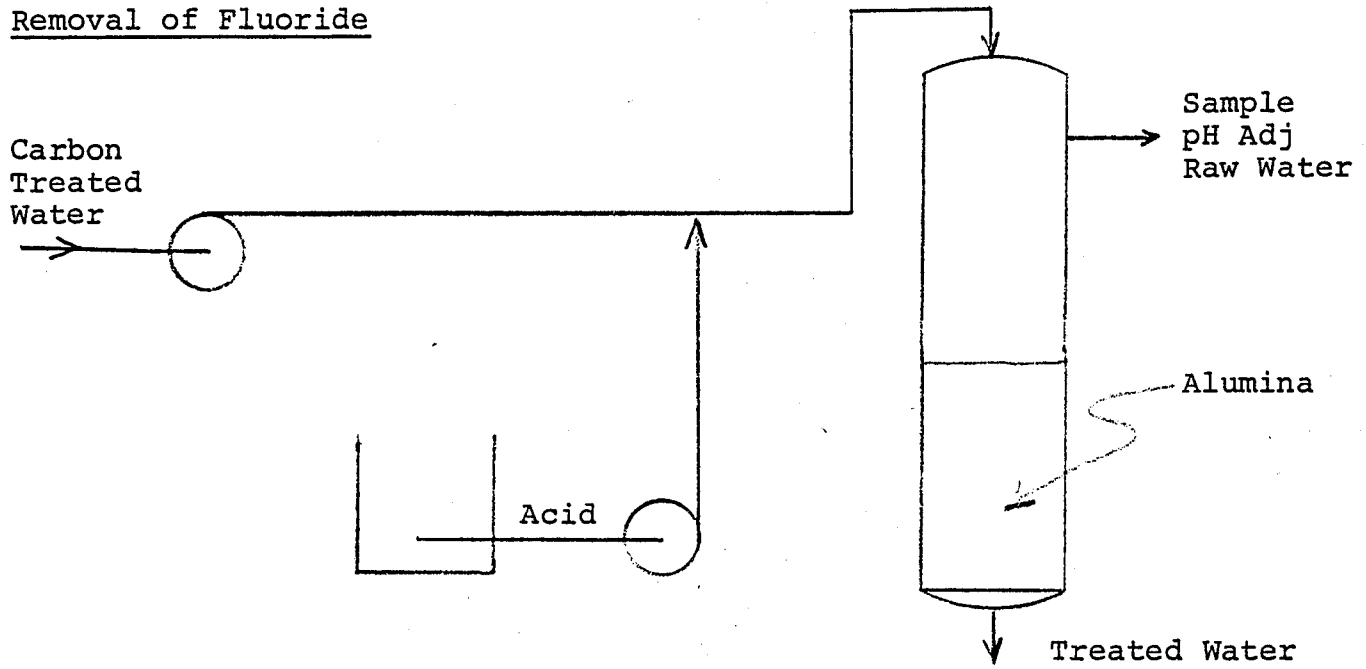 Removal of Fluoride
Carbon
Treated
Water
Sample
pH Adj
Raw Water
Alumina
Acid
Treated Water